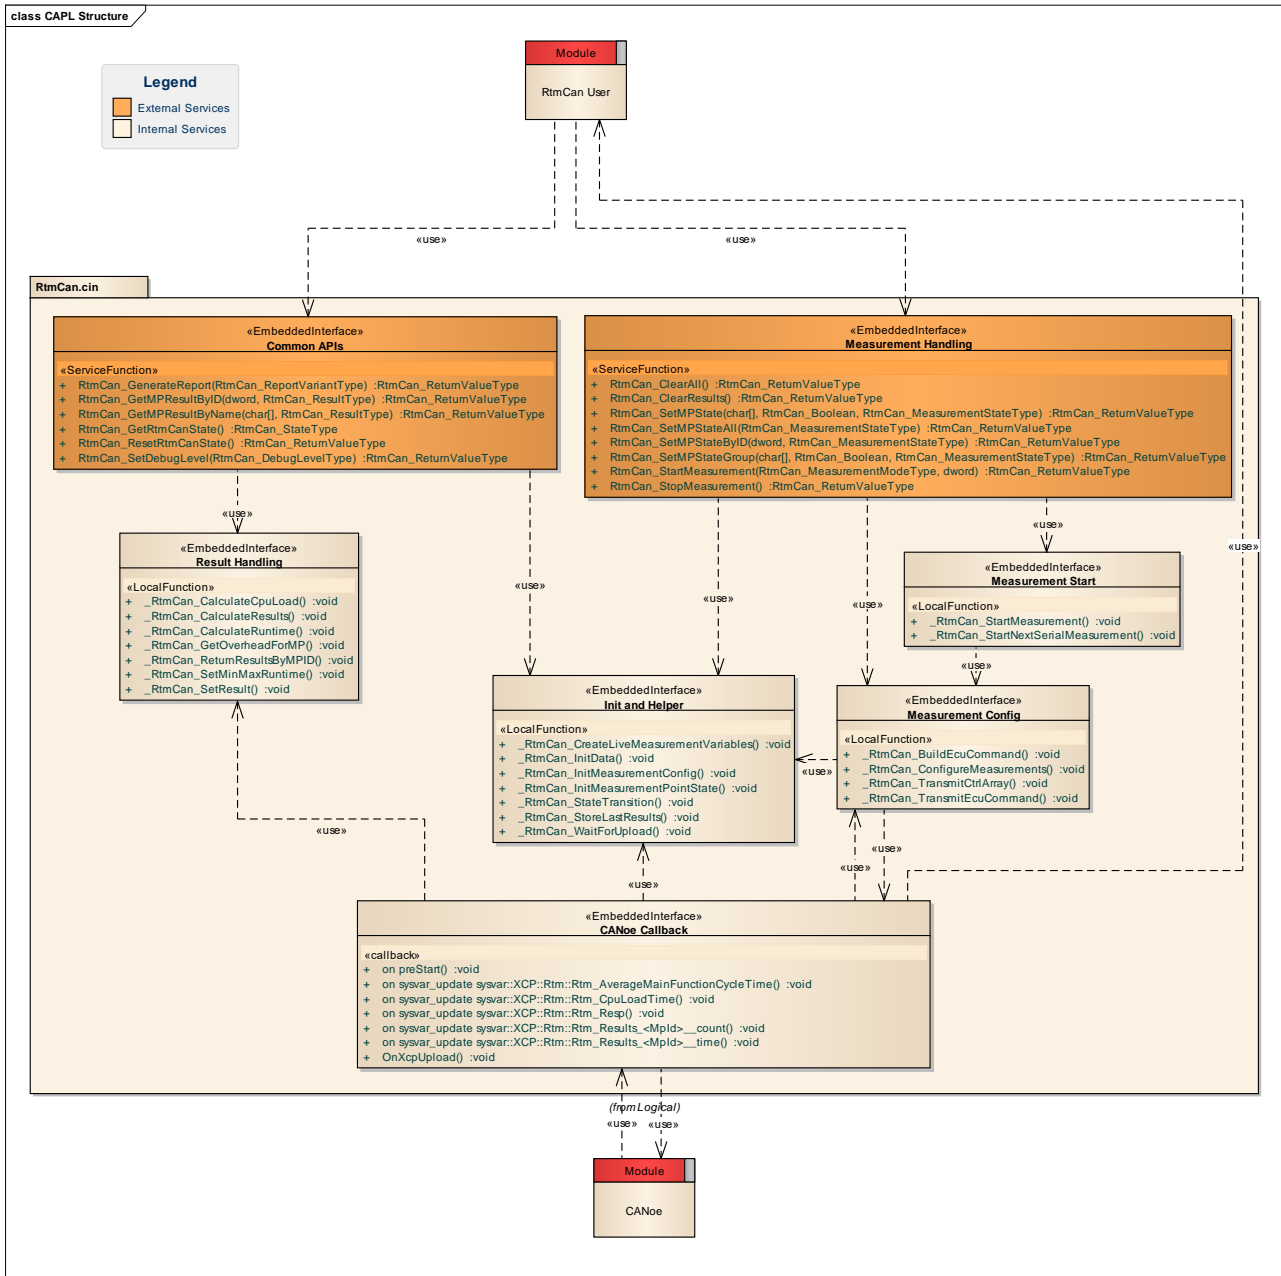 class CAPL Structure
Legend
External Services
Internal Services
Module
RtmCan User
«use»
«use»
RtmCan.cin
«EmbeddedInterface»
Common APIs
«ServiceFunction»
+ RtmCan_GenerateReport(RtmCan_ReportVariantType) :RtmCan_ReturnValueType
+ RtmCan_GetMPResultByID(dword, RtmCan_ResultType) :RtmCan_ReturnValueType
+ RtmCan_GetMPResultByName(char[], RtmCan_ResultType) :RtmCan_ReturnValueType
+ RtmCan_GetRtmCanState() :RtmCan_StateType
+ RtmCan_ResetRtmCanState() :RtmCan_ReturnValueType
+ RtmCan_SetDebugLevel(RtmCan_DebugLevelType) :RtmCan_ReturnValueType
«EmbeddedInterface»
Measurement Handling
«ServiceFunction»
+ RtmCan_ClearAll() :RtmCan_ReturnValueType
+ RtmCan_ClearResults() :RtmCan_ReturnValueType
+ RtmCan_SetMPState(char[], RtmCan_Boolean, RtmCan_MeasurementStateType) :RtmCan_ReturnValueType
+ RtmCan_SetMPStateAll(RtmCan_MeasurementStateType) :RtmCan_ReturnValueType
+ RtmCan_SetMPStateByID(dword, RtmCan_MeasurementStateType) :RtmCan_ReturnValueType
+ RtmCan_SetMPStateGroup(char[], RtmCan_Boolean, RtmCan_MeasurementStateType) :RtmCan_ReturnValueType
+ RtmCan_StartMeasurement(RtmCan_MeasurementModeType, dword) :RtmCan_ReturnValueType
+ RtmCan_StopMeasurement() :RtmCan_ReturnValueType
«use»
«use»
«use»
«use»
«use»
«use»
«EmbeddedInterface»
Result Handling
«LocalFunction»
+ _RtmCan_CalculateCpuLoad() :void
+ _RtmCan_CalculateResults() :void
+ _RtmCan_CalculateRuntime() :void
+ _RtmCan_GetOverheadForMP() :void
+ _RtmCan_ReturnResultsByMPID() :void
+ _RtmCan_SetMinMaxRuntime() :void
+ _RtmCan_SetResult() :void
«EmbeddedInterface»
Measurement Start
«LocalFunction»
+ _RtmCan_StartMeasurement() :void
+ _RtmCan_StartNextSerialMeasurement() :void
«use»
«EmbeddedInterface»
Init and Helper
«LocalFunction»
+ _RtmCan_CreateLiveMeasurementVariables() :void
+ _RtmCan_InitData() :void
+ _RtmCan_InitMeasurementConfig() :void
+ _RtmCan_InitMeasurementPointState() :void
+ _RtmCan_StateTransition() :void
+ _RtmCan_StoreLastResults() :void
+ _RtmCan_WaitForUpload() :void
«use»
«EmbeddedInterface»
Measurement Config
«LocalFunction»
+ _RtmCan_BuildEcuCommand() :void
+ _RtmCan_ConfigureMeasurements() :void
+ _RtmCan_TransmitCtrlArray() :void
+ _RtmCan_TransmitEcuCommand() :void
«use»
«use»
«use»
«use»
«EmbeddedInterface»
CANoe Callback
«callback»
+ on preStart() :void
+ on sysvar_update sysvar::XCP::Rtm::Rtm_AverageMainFunctionCycleTime() :void
+ on sysvar_update sysvar::XCP::Rtm::Rtm_CpuLoadTime() :void
+ on sysvar_update sysvar::XCP::Rtm::Rtm_Resp() :void
+ on sysvar_update sysvar::XCP::Rtm::Rtm_Results_<MpId>__count() :void
+ on sysvar_update sysvar::XCP::Rtm::Rtm_Results_<MpId>__time() :void
+ OnXcpUpload() :void
(from Logical)
«use»
«use»
Module
CANoe